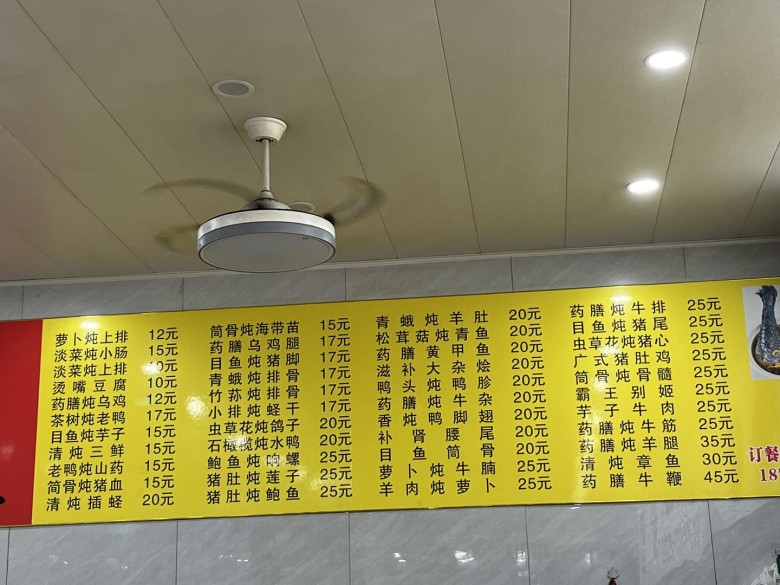 萝卜炖上排 12元
淡菜炖小肠 15元
淡菜炖上排 15元
烫嘴豆腐 10元
药膳炖乌鸡 10元
茶树炖老鸭 12元
目鱼炖芋子 17元
清炖三鲜 15元
老鸭炖山药 15元
筒骨炖猪血 15元
清炖插蛏 20元
筒骨炖海带苗 15元
药膳乌鸡腿 17元
目鱼炖猪脚 17元
青蛾炖排骨 17元
竹荪炖排骨 17元
小排炖蛏干 17元
虫草花炖鸽子 20元
石橄榄炖水鸭 20元
鲍鱼炖响螺 25元
猪肚炖莲子 25元
猪肚炖鲍鱼 25元
青蛾炖羊肚 20元
松茸菇炖青鱼 20元
药膳黄甲鱼 20元
滋补大杂烩 20元
鸭头炖鸭胗 20元
药膳炖牛杂 20元
香炖鸭脚翅 20元
补肾腰尾 20元
目鱼筒骨 20元
萝卜炖牛腩 25元
羊肉炖萝卜 25元
药膳炖牛排 25元
目鱼炖猪尾 25元
虫草花炖猪心 25元
广式猪肚鸡 25元
筒骨炖骨髓 25元
霸王别姬 25元
芋子牛肉 25元
药膳炖牛筋 25元
药膳炖羊腿 35元
清炖章鱼 30元
药膳牛鞭 45元
订餐
18